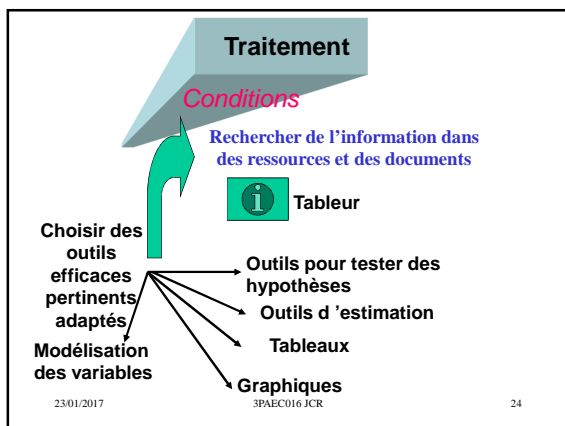 Traitement
Conditions
Rechercher de l'information dans
des ressources et des documents
Tableur
Choisir des
outils
efficaces
pertinents
adaptés
Outils pour tester des
hypothèses
Outils d 'estimation
Tableaux
Modélisation
des variables
Graphiques
23/01/2017
3PAEC016 JCR
24